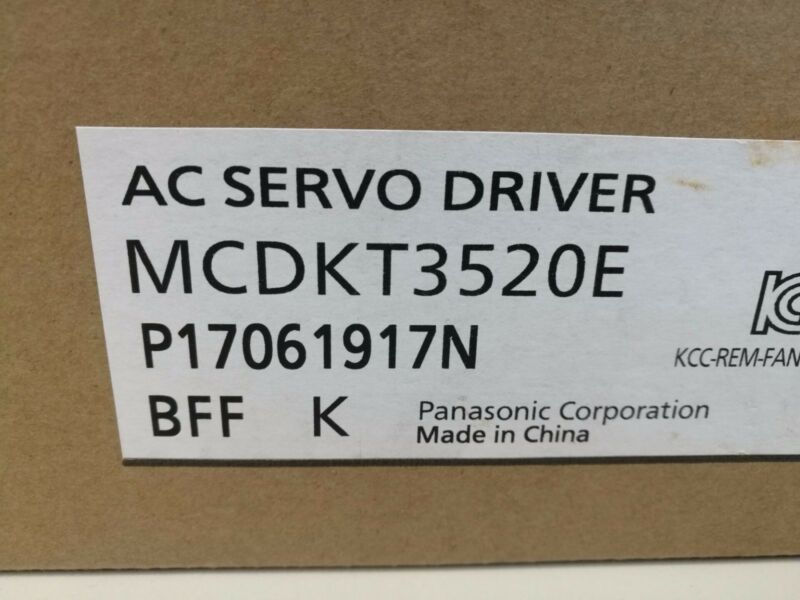 AC SERVO DRIVER
MCDKT3520E
P17061917N
KCC-REM-FAN
BFF K
Panasonic Corporation
Made in China